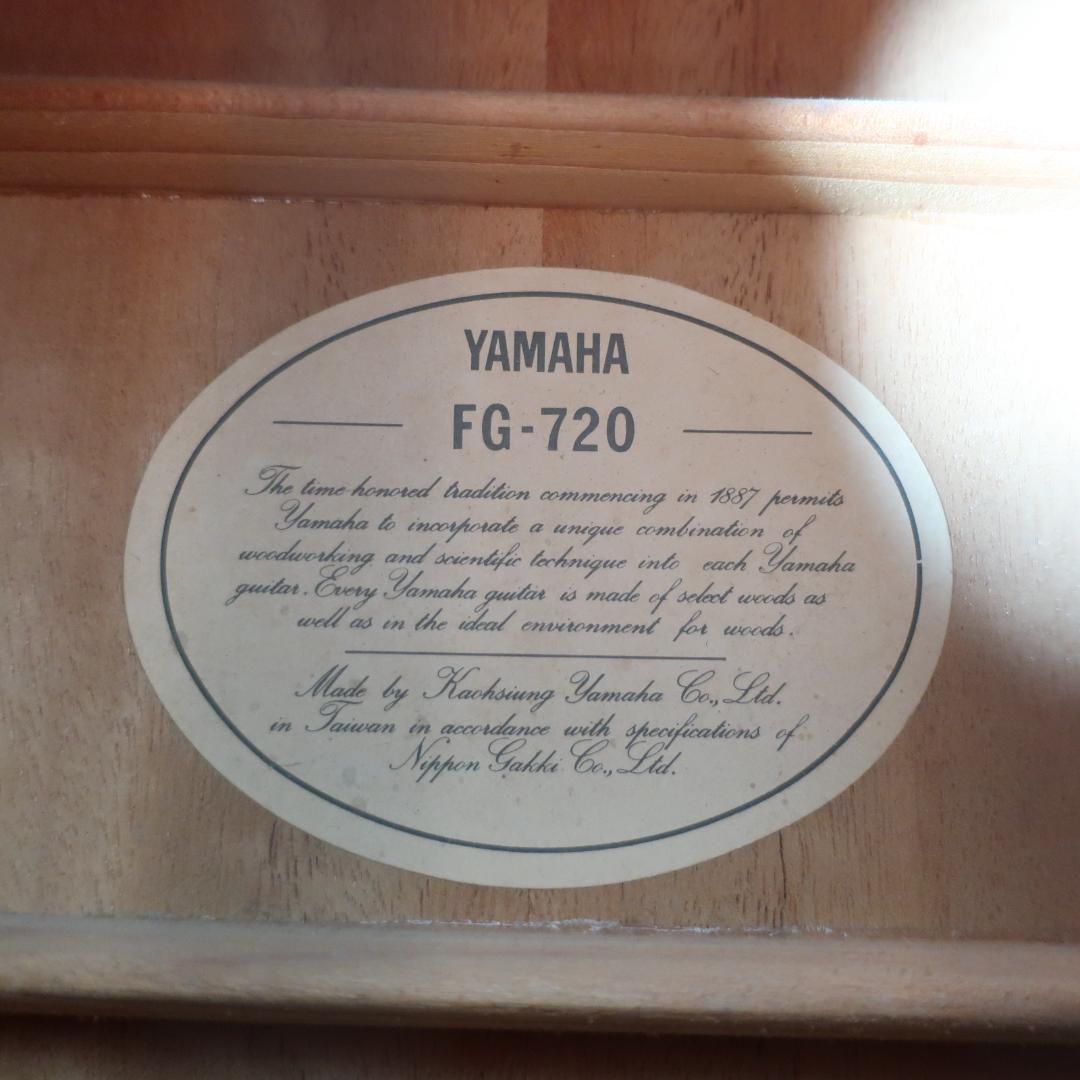 YAMAHA
FG-720
The time-honored tradition commencing in 1887 permits
Yamaha to incorporate a unique combination of
woodworking and scientific technique into each Yamaha
guitar. Every Yamaha guitar is made of select woods as
well as in the ideal environment for woods.
Made by Kaohsiung Yamaha Co., Ltd.
in Taiwan in accordance with specifications of
Nippon Gakki Co., Ltd.